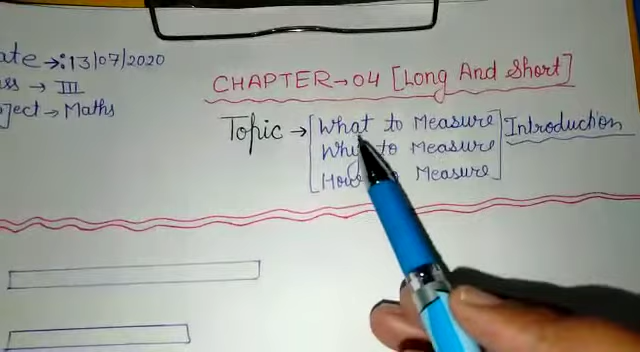 ate →: 13/07/2020
ss → III
ject → Maths
CHAPTER → 04 [Long And Short]
Topic → [What to Measure] Introduction
Why to Measure
How Measure